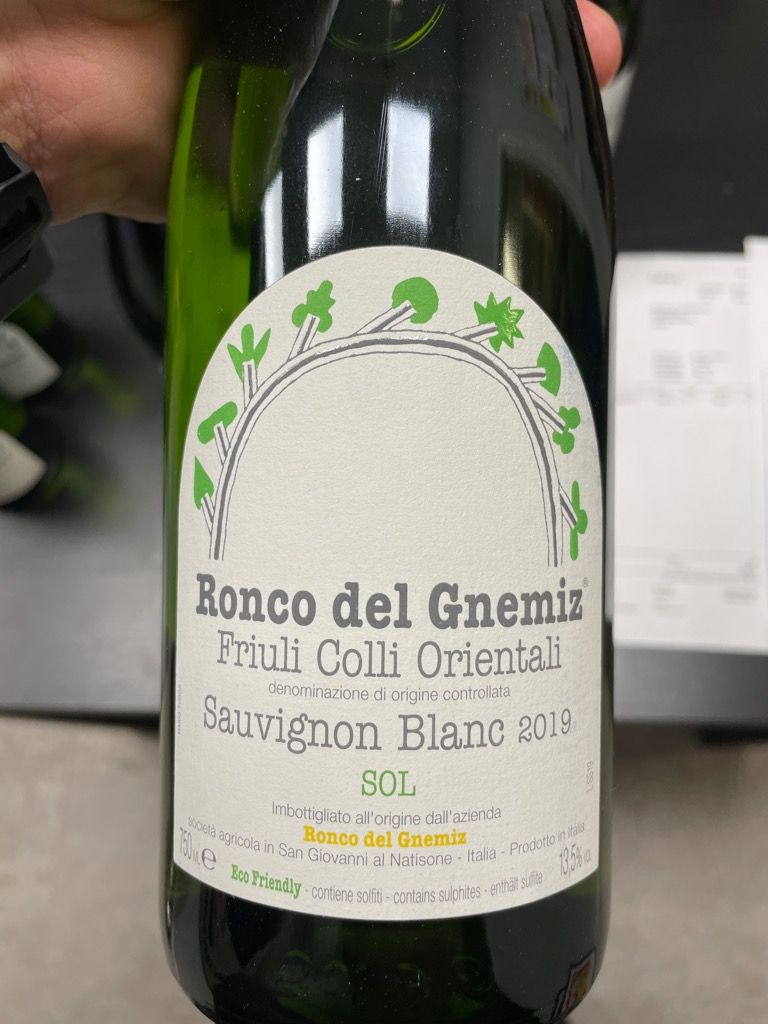 Ronco del Gnemiz®
Friuli Colli Orientali
denominazione di origine controllata
Sauvignon Blanc 2019
SOL
Imbottigliato all'origine dall'azienda
Ronco del Gnemiz
società agricola in San Giovanni al Natisone - Italia - Prodotto in Italia
750 ML e
13,5% VOL
Eco Friendly - contiene solfiti - contains sulphites - enthält sulfite